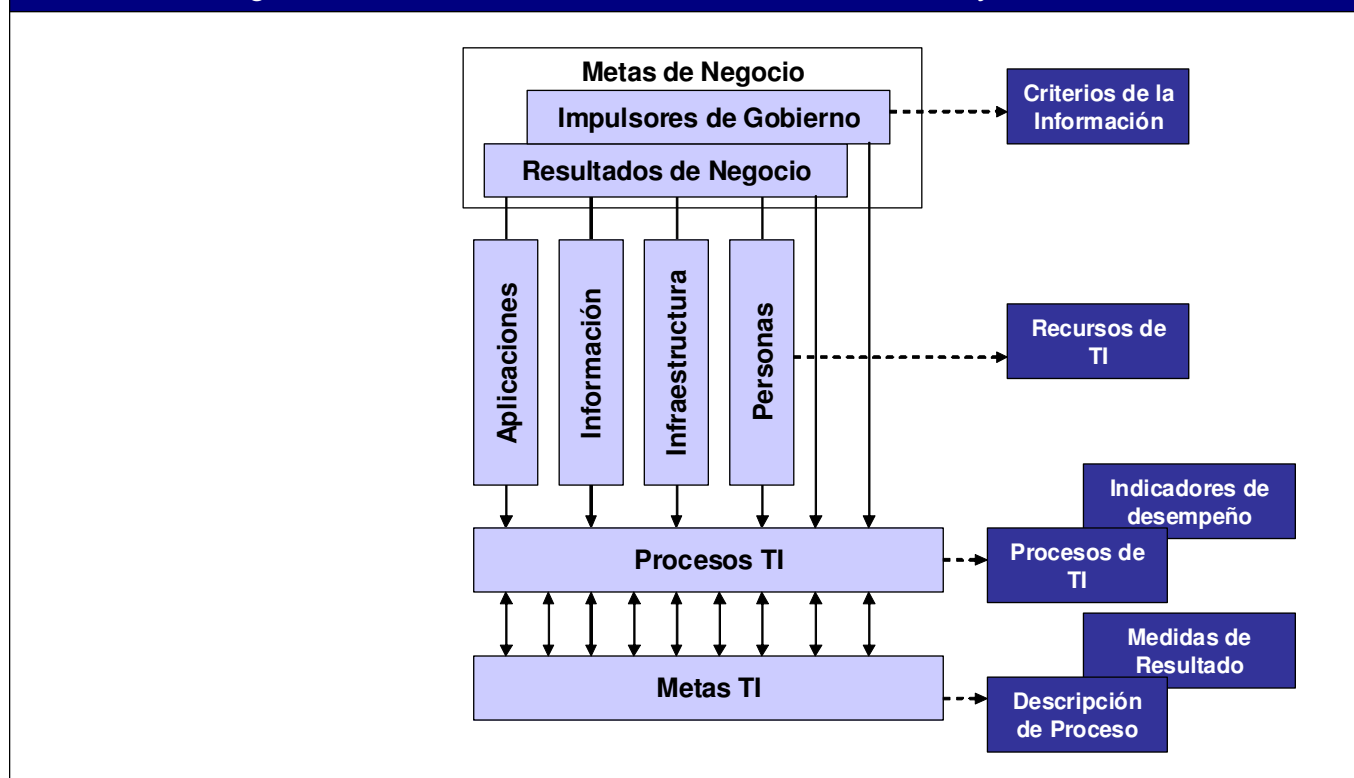 Metas de Negocio
Impulsores de Gobierno
Resultados de Negocio
Criterios de la
Información
Aplicaciones
Información
Infraestructura
Personas
Recursos de
TI
Indicadores de
desempeño
Procesos TI
Procesos de
TI
Medidas de
Resultado
Metas TI
Descripción
de Proceso